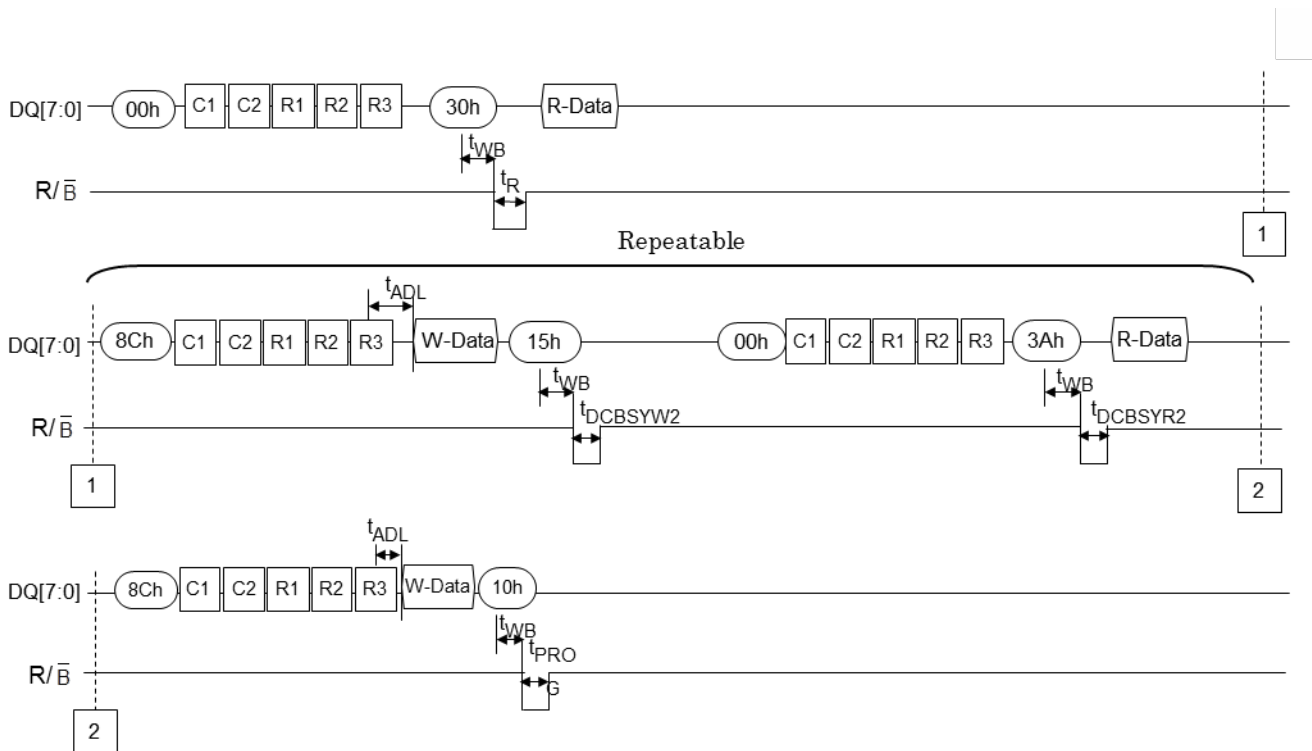 DQ[7:0] 00h C1 C2 R1 R2 R3 30h R-Data
tWB
tR
R/B̅
1
Repeatable
tADL
DQ[7:0] 8Ch C1 C2 R1 R2 R3 W-Data 15h 00h C1 C2 R1 R2 R3 3Ah R-Data
tWB tWB
tDCBSYW2 tDCBSYR2
R/B̅
1 2
tADL
DQ[7:0] 8Ch C1 C2 R1 R2 R3 W-Data 10h
tWB
tPRO
G
R/B̅
2